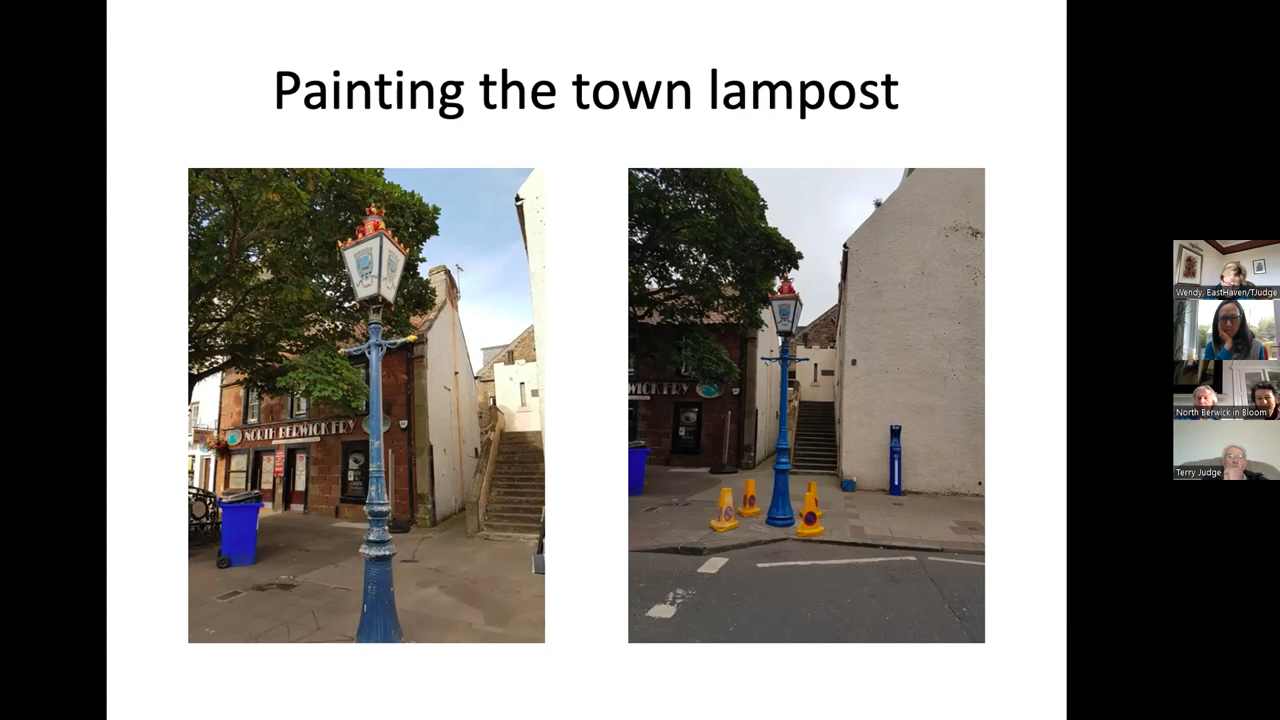 Painting the town lampost
NORTH BERWICK FRY
WICK FRY
Wendy. EastHaven/TJudge
North Berwick in Bloom
Terry Judge